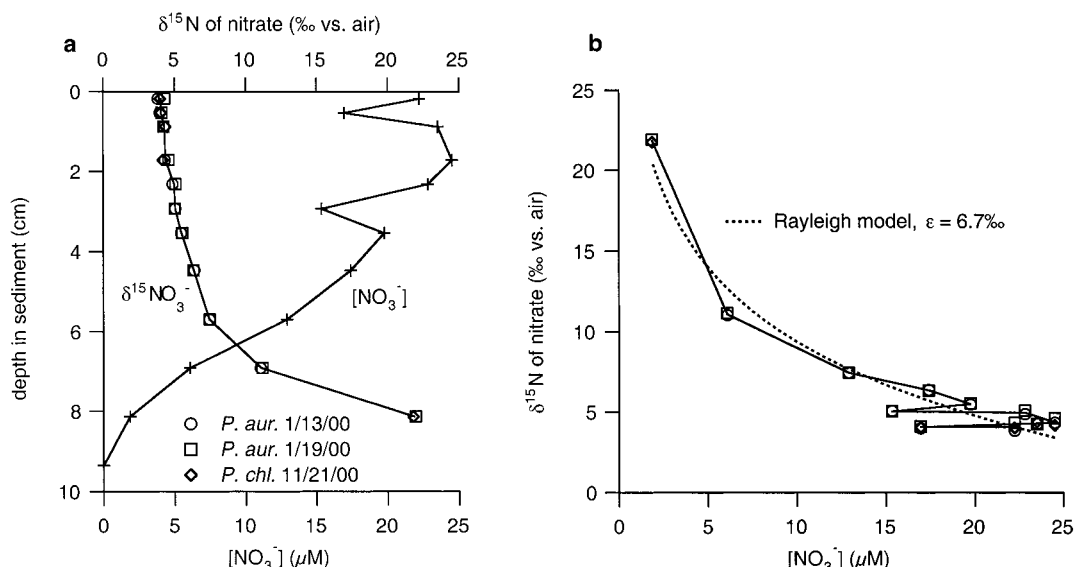 δ¹⁵N of nitrate (‰ vs. air)
a
0 5 10 15 20 25
0
2
4
6
8
10
depth in sediment (cm)
δ¹⁵NO₃⁻
[NO₃⁻]
P. aur. 1/13/00
P. aur. 1/19/00
P. chl. 11/21/00
0 5 10 15 20 25
[NO₃⁻] (μM)
b
25
20
15
10
5
0
δ¹⁵N of nitrate (‰ vs. air)
Rayleigh model, ε = 6.7‰
0 5 10 15 20 25
[NO₃⁻] (μM)